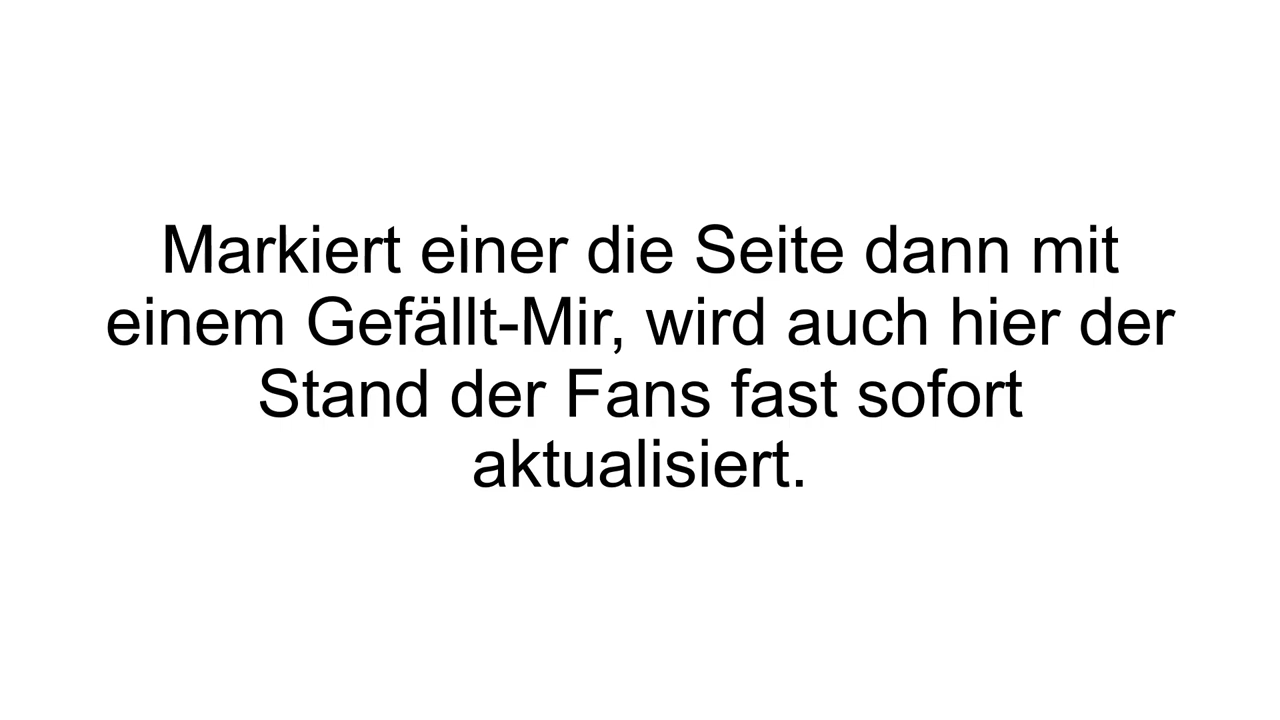 Markiert einer die Seite dann mit
einem Gefällt-Mir, wird auch hier der
Stand der Fans fast sofort
aktualisiert.